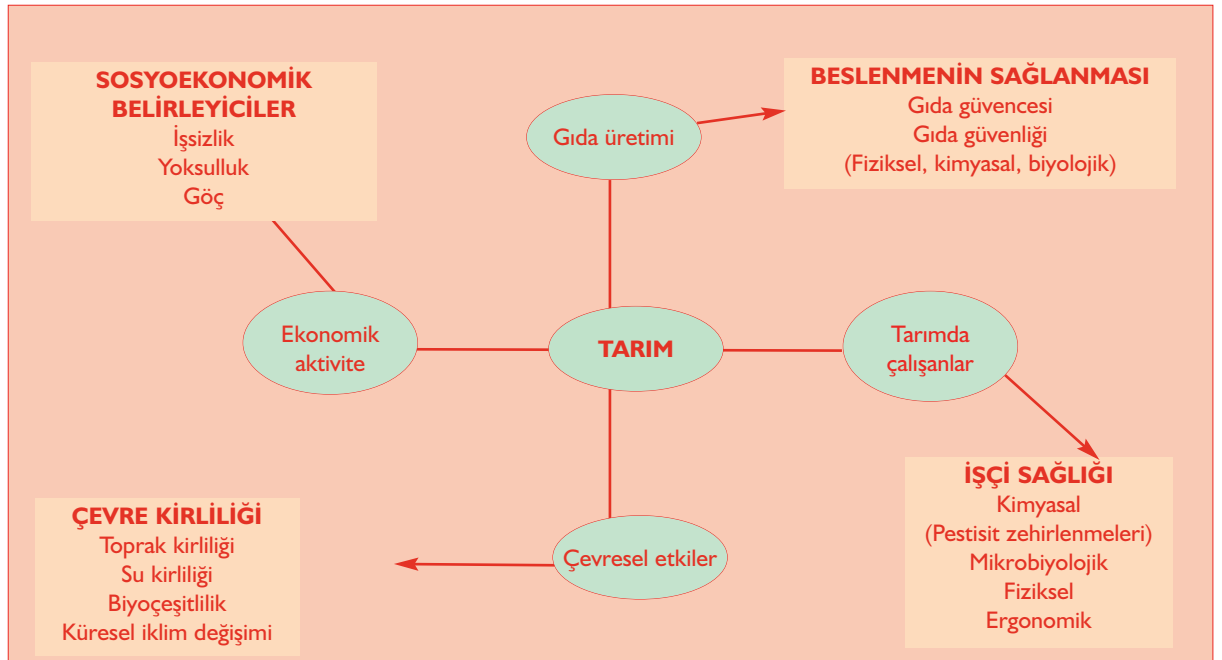 SOSYOEKONOMİK
BELİRLEYİCİLER
İşsizlik
Yoksulluk
Göç
Gıda üretimi
BESLENMENİN SAĞLANMASI
Gıda güvencesi
Gıda güvenliği
(Fiziksel, kimyasal, biyolojik)
Ekonomik
aktivite
TARIM
Tarımda
çalışanlar
ÇEVRE KİRLİLİĞİ
Toprak kirliliği
Su kirliliği
Biyoçeşitlilik
Küresel iklim değişimi
Çevresel etkiler
İŞÇİ SAĞLIĞI
Kimyasal
(Pestisit zehirlenmeleri)
Mikrobiyolojik
Fiziksel
Ergonomik